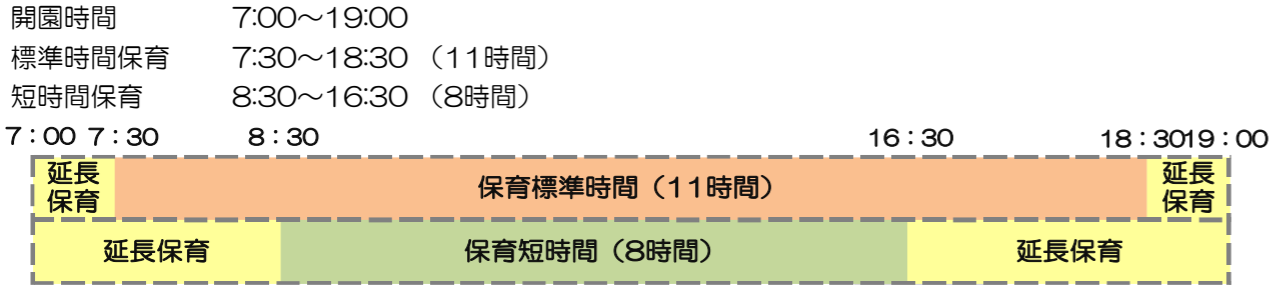 開園時間 7:00～19:00
標準時間保育 7:30～18:30 （11時間）
短時間保育 8:30～16:30 （8時間）
7：00 7：30 8：30 16：30 18：3019：00
延長
保育
保育標準時間（11時間）
延長
保育
延長保育 保育短時間（8時間） 延長保育